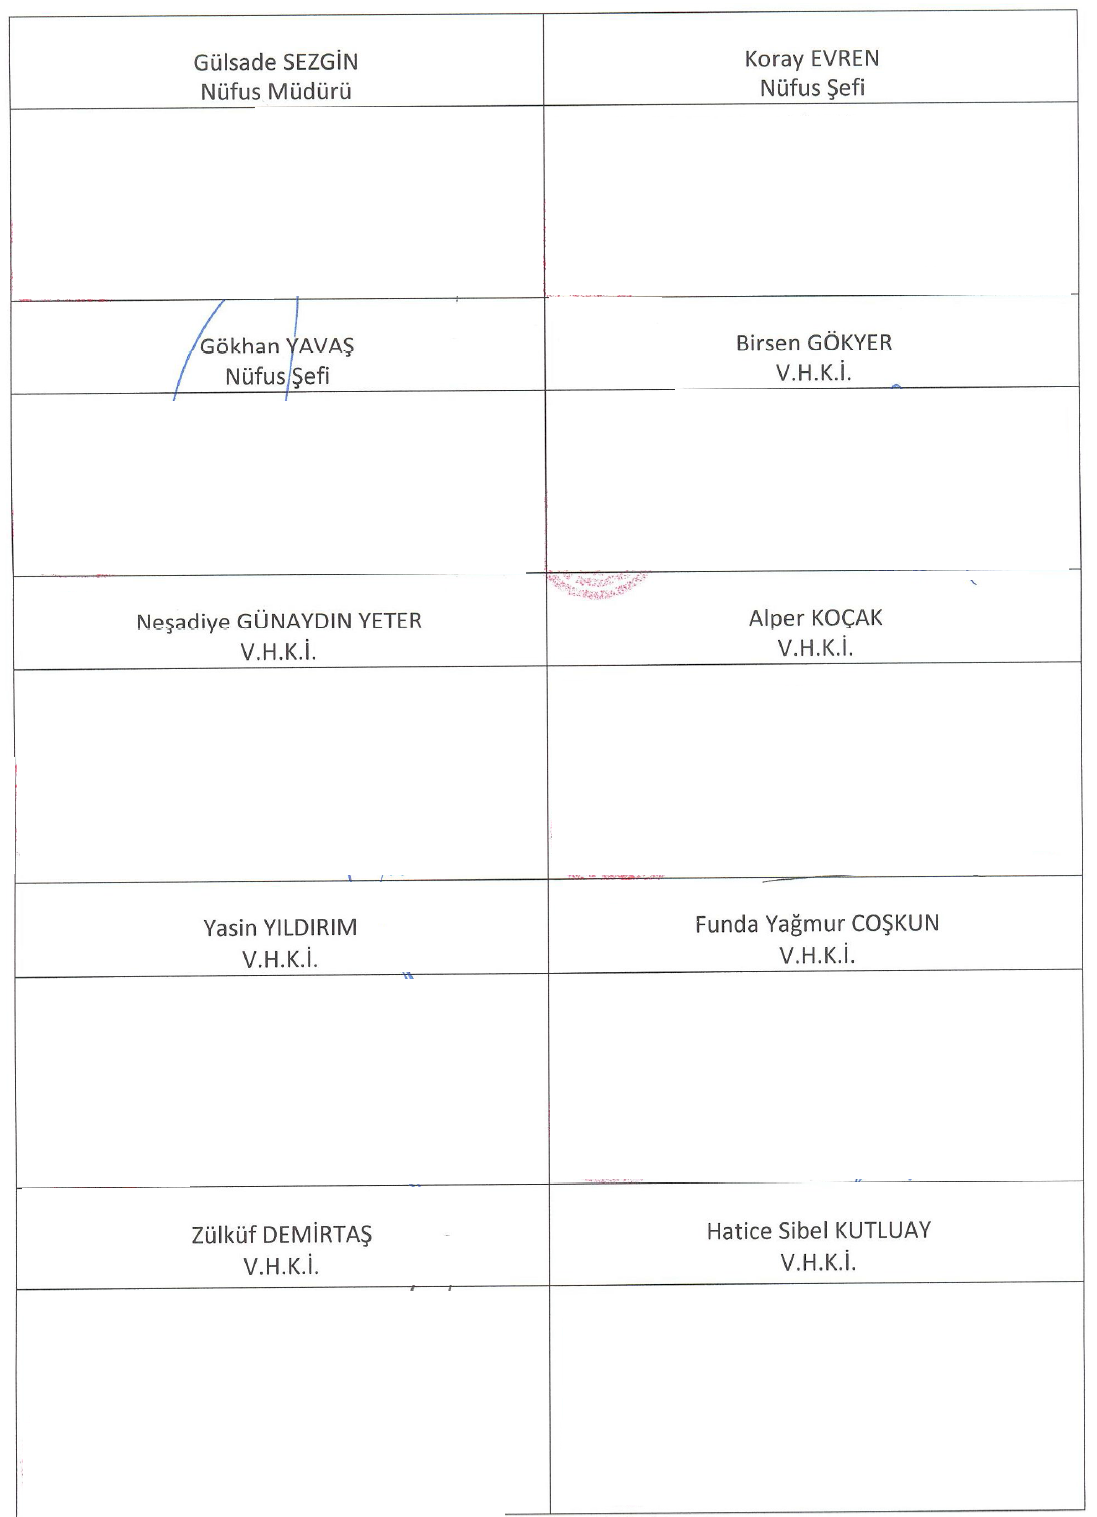 Gülsade SEZGİN
Nüfus Müdürü
Koray EVREN
Nüfus Şefi
Gökhan YAVAŞ
Nüfus Şefi
Birsen GÖKYER
V.H.K.İ.
Neşadiye GÜNAYDIN YETER
V.H.K.İ.
Alper KOÇAK
V.H.K.İ.
Yasin YILDIRIM
V.H.K.İ.
Funda Yağmur COŞKUN
V.H.K.İ.
Zülküf DEMİRTAŞ
V.H.K.İ.
Hatice Sibel KUTLUAY
V.H.K.İ.